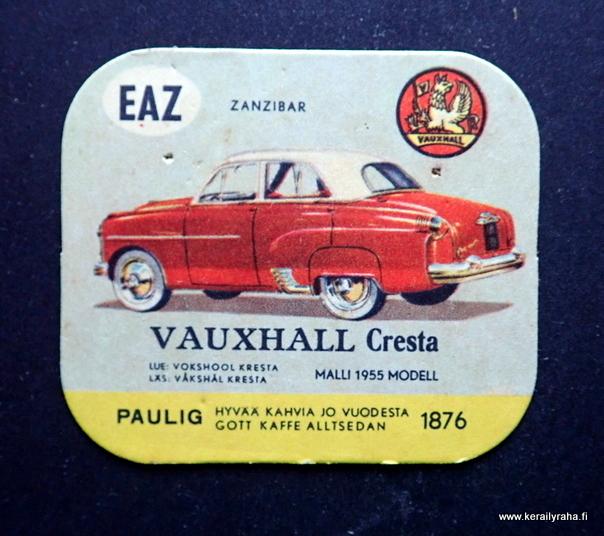 EAZ
ZANZIBAR
VAUXHALL
VAUXHALL Cresta
LUE: VOKSHOOL KRESTA
LÄS: VÅKSHÅL KRESTA
MALLI 1955 MODELL
PAULIG HYVÄÄ KAHVIA JO VUODESTA 1876
GOTT KAFFE ALLTSEDAN
www.kerailyraha.fi